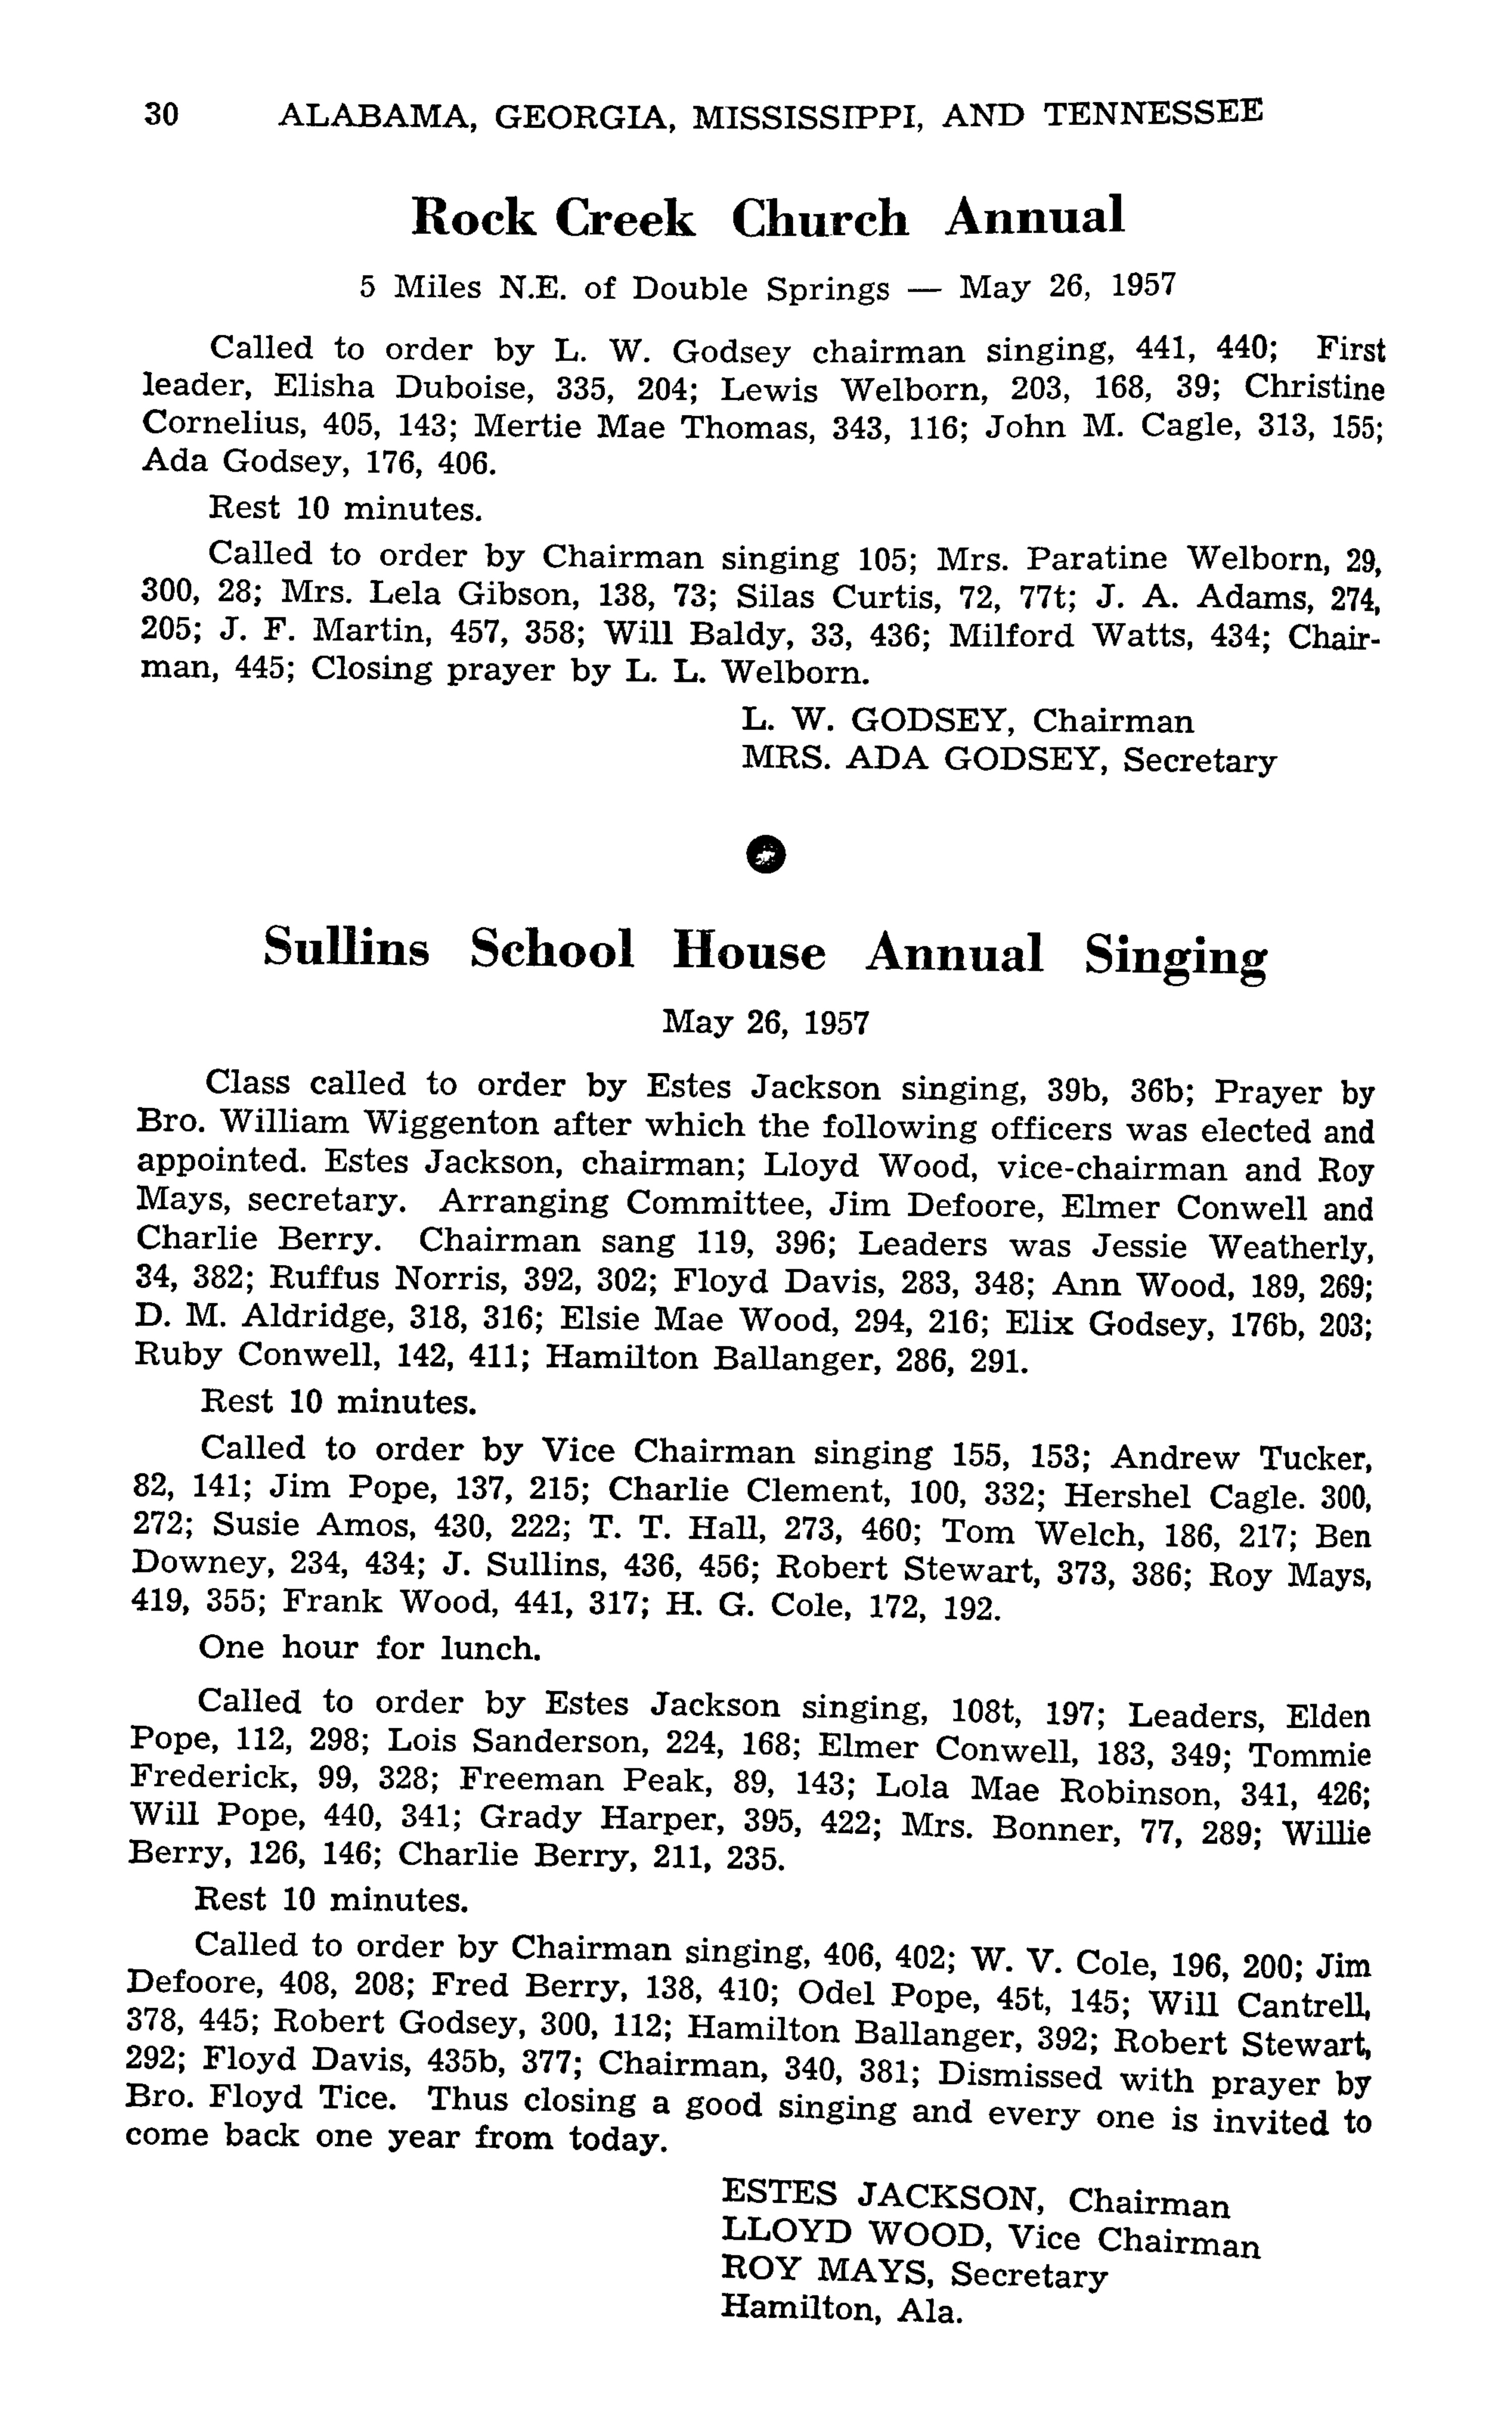 30 ALABAMA, GEORGIA, MISSISSIPPI, AND TENNESSEE
Rock Creek Church Annual
5 Miles N.E. of Double Springs — May 26, 1957
Called to order by L. W. Godsey chairman singing, 441, 440; First
leader, Elisha Duboise, 335, 204; Lewis Welborn, 203, 168, 39; Christine
Cornelius, 405, 143; Mertie Mae Thomas, 343, 116; John M. Cagle, 313, 155;
Ada Godsey, 176, 406.
Rest 10 minutes.
Called to order by Chairman singing 105; Mrs. Paratine Welborn, 29,
300, 28; Mrs. Lela Gibson, 138, 73; Silas Curtis, 72, 77t; J. A. Adams, 274,
205; J. F. Martin, 457, 358; Will Baldy, 33, 436; Milford Watts, 434; Chair-
man, 445; Closing prayer by L. L. Welborn.
L. W. GODSEY, Chairman
MRS. ADA GODSEY, Secretary
Sullins School House Annual Singing
May 26, 1957
Class called to order by Estes Jackson singing, 39b, 36b; Prayer by
Bro. William Wiggenton after which the following officers was elected and
appointed. Estes Jackson, chairman; Lloyd Wood, vice-chairman and Roy
Mays, secretary. Arranging Committee, Jim Defoore, Elmer Conwell and
Charlie Berry. Chairman sang 119, 396; Leaders was Jessie Weatherly,
34, 382; Ruffus Norris, 392, 302; Floyd Davis, 283, 348; Ann Wood, 189, 269;
D. M. Aldridge, 318, 316; Elsie Mae Wood, 294, 216; Elix Godsey, 176b, 203;
Ruby Conwell, 142, 411; Hamilton Ballanger, 286, 291.
Rest 10 minutes.
Called to order by Vice Chairman singing 155, 153; Andrew Tucker,
82, 141; Jim Pope, 137, 215; Charlie Clement, 100, 332; Hershel Cagle. 300,
272; Susie Amos, 430, 222; T. T. Hall, 273, 460; Tom Welch, 186, 217; Ben
Downey, 234, 434; J. Sullins, 436, 456; Robert Stewart, 373, 386; Roy Mays,
419, 355; Frank Wood, 441, 317; H. G. Cole, 172, 192.
One hour for lunch.
Called to order by Estes Jackson singing, 108t, 197; Leaders, Elden
Pope, 112, 298; Lois Sanderson, 224, 168; Elmer Conwell, 183, 349; Tommie
Frederick, 99, 328; Freeman Peak, 89, 143; Lola Mae Robinson, 341, 426;
Will Pope, 440, 341; Grady Harper, 395, 422; Mrs. Bonner, 77, 289; Willie
Berry, 126, 146; Charlie Berry, 211, 235.
Rest 10 minutes.
Called to order by Chairman singing, 406, 402; W. V. Cole, 196, 200; Jim
Defoore, 408, 208; Fred Berry, 138, 410; Odel Pope, 45t, 145; Will Cantrell,
378, 445; Robert Godsey, 300, 112; Hamilton Ballanger, 392; Robert Stewart,
292; Floyd Davis, 435b, 377; Chairman, 340, 381; Dismissed with prayer by
Bro. Floyd Tice. Thus closing a good singing and every one is invited to
come back one year from today.
ESTES JACKSON, Chairman
LLOYD WOOD, Vice Chairman
ROY MAYS, Secretary
Hamilton, Ala.